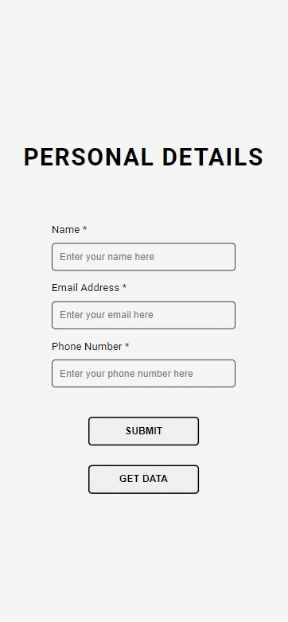 PERSONAL DETAILS
Name *
Enter your name here
Email Address *
Enter your email here
Phone Number *
Enter your phone number here
SUBMIT
GET DATA